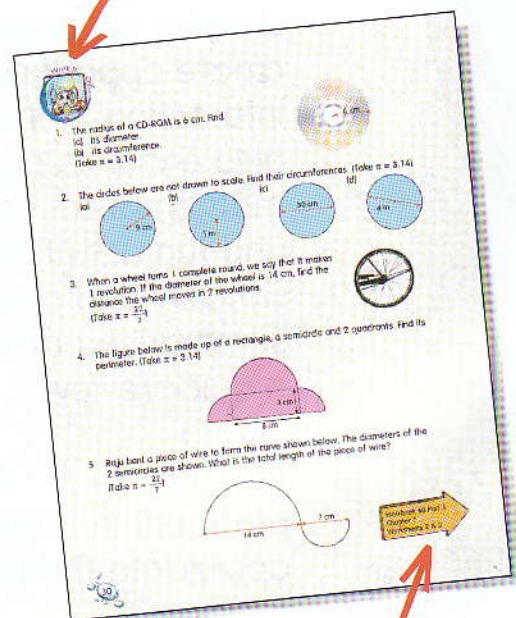 1. The radius of a CD-ROM is 6 cm. Find
(a) its diameter.
(b) its circumference.
(Take π = 3.14)
6 cm
2. The circles below are not drawn to scale. Find their circumferences. (Take π = 3.14)
(a) (b) (c) (d)
9 cm
1 m
50 cm
4 m
3. When a wheel turns 1 complete round, we say that it makes
1 revolution. If the diameter of the wheel is 14 cm, find the
distance the wheel moves in 2 revolutions.
(Take π = 22/7)
4. The figure below is made up of a rectangle, a semicircle and 2 quadrants. Find its
perimeter. (Take π = 3.14)
8 cm
5 Raju bent a piece of wire to form the curve shown below. The diameters of the
2 semicircles are shown. What is the total length of the piece of wire?
(Take π = 22/7)
14 cm
7 cm
Workbook Part 1
Chapter
Worksheets